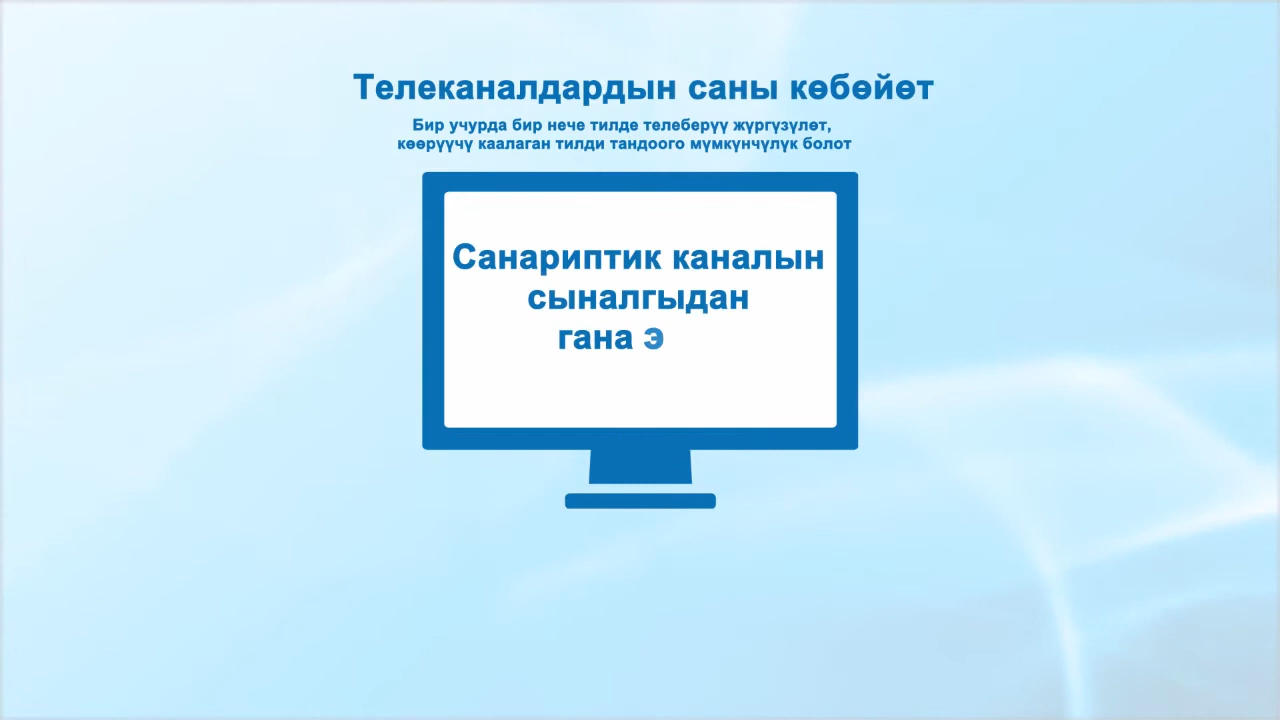 Телеканалдардын саны көбөйөт
Бир учурда бир нече тилде телеберүү жүргүзүлөт,
көөрүүчү каалаган тилди тандоого мүмкүнчүлүк болот
Санариптик каналын
сыналгыдан
гана э